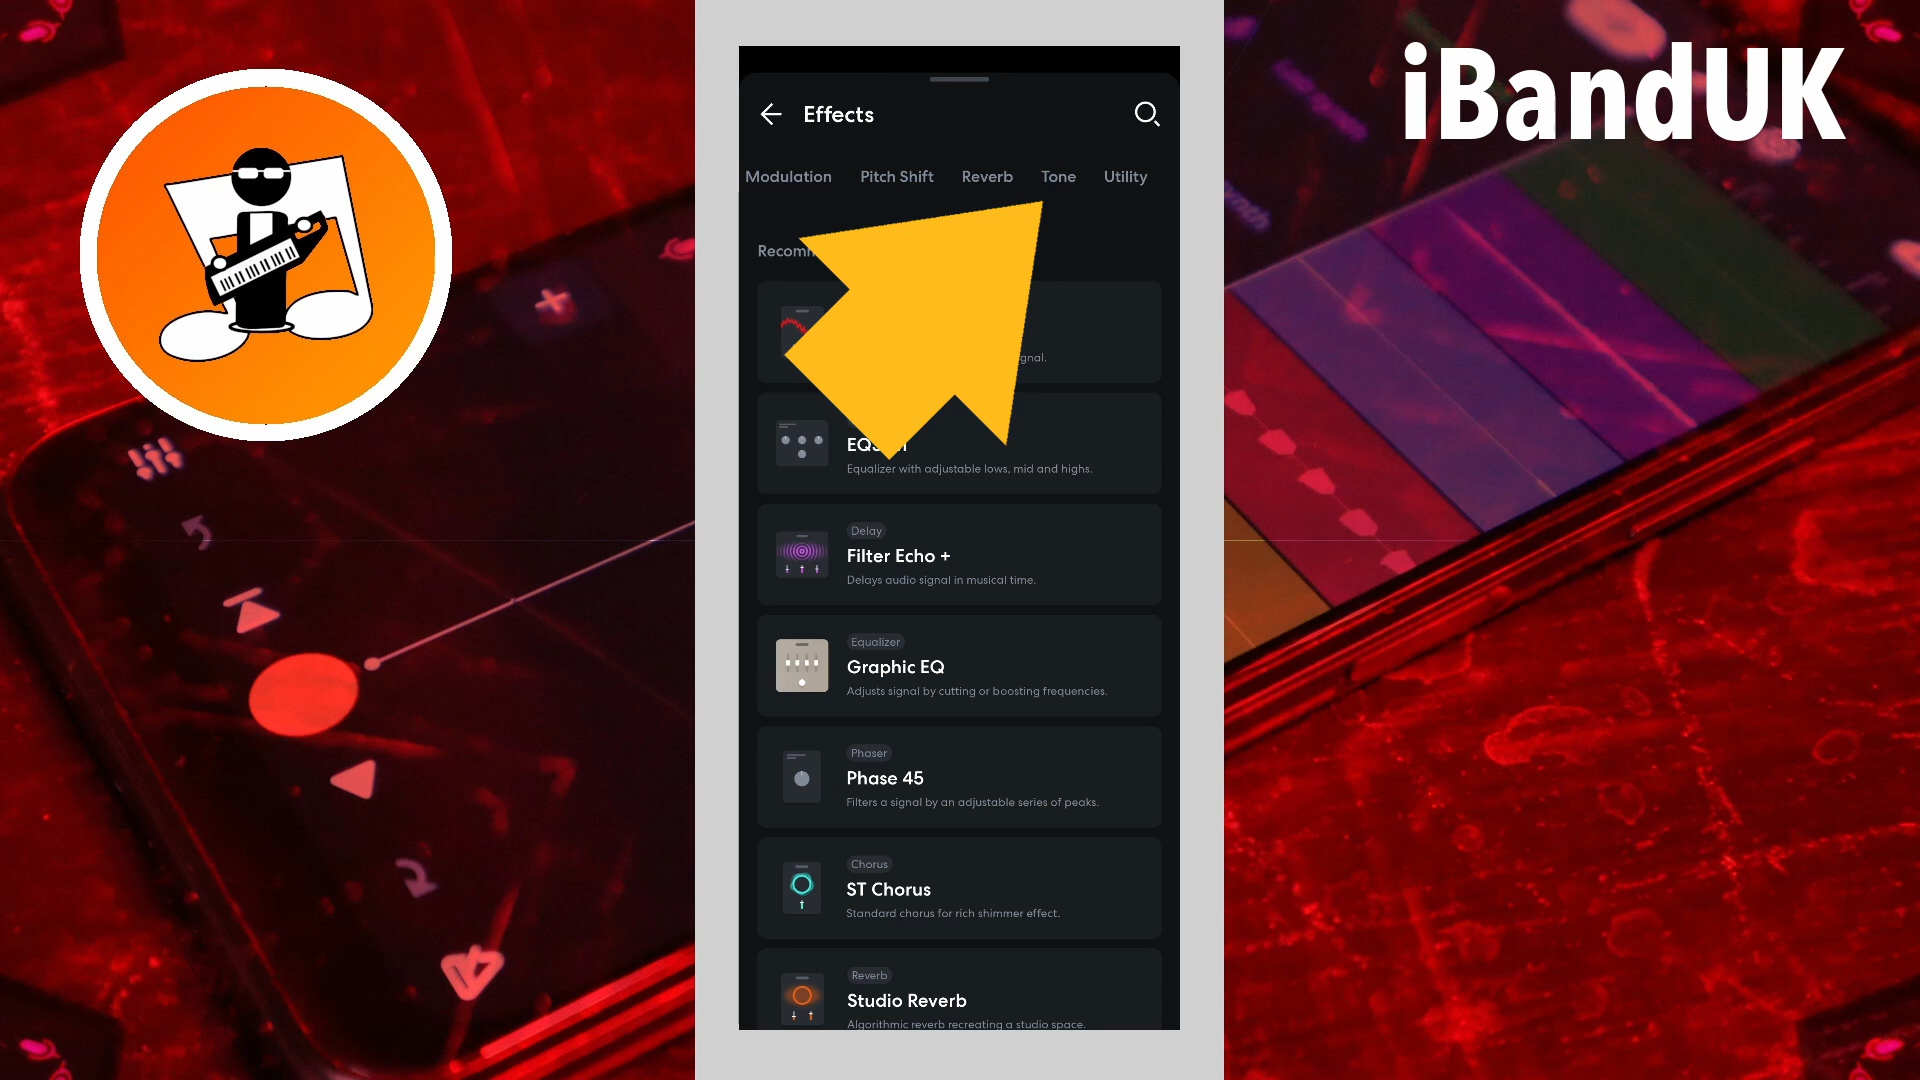 iBandUK
Effects
Modulation Pitch Shift Reverb Tone Utility
Equalizer with adjustable lows, mid and highs.
Delay
Filter Echo +
Delays audio signal in musical time.
Equalizer
Graphic EQ
Adjusts signal by cutting or boosting frequencies.
Phaser
Phase 45
Filters a signal by an adjustable series of peaks.
Chorus
ST Chorus
Standard chorus for rich shimmer effect.
Reverb
Studio Reverb
Algorithmic reverb recreating a studio space.